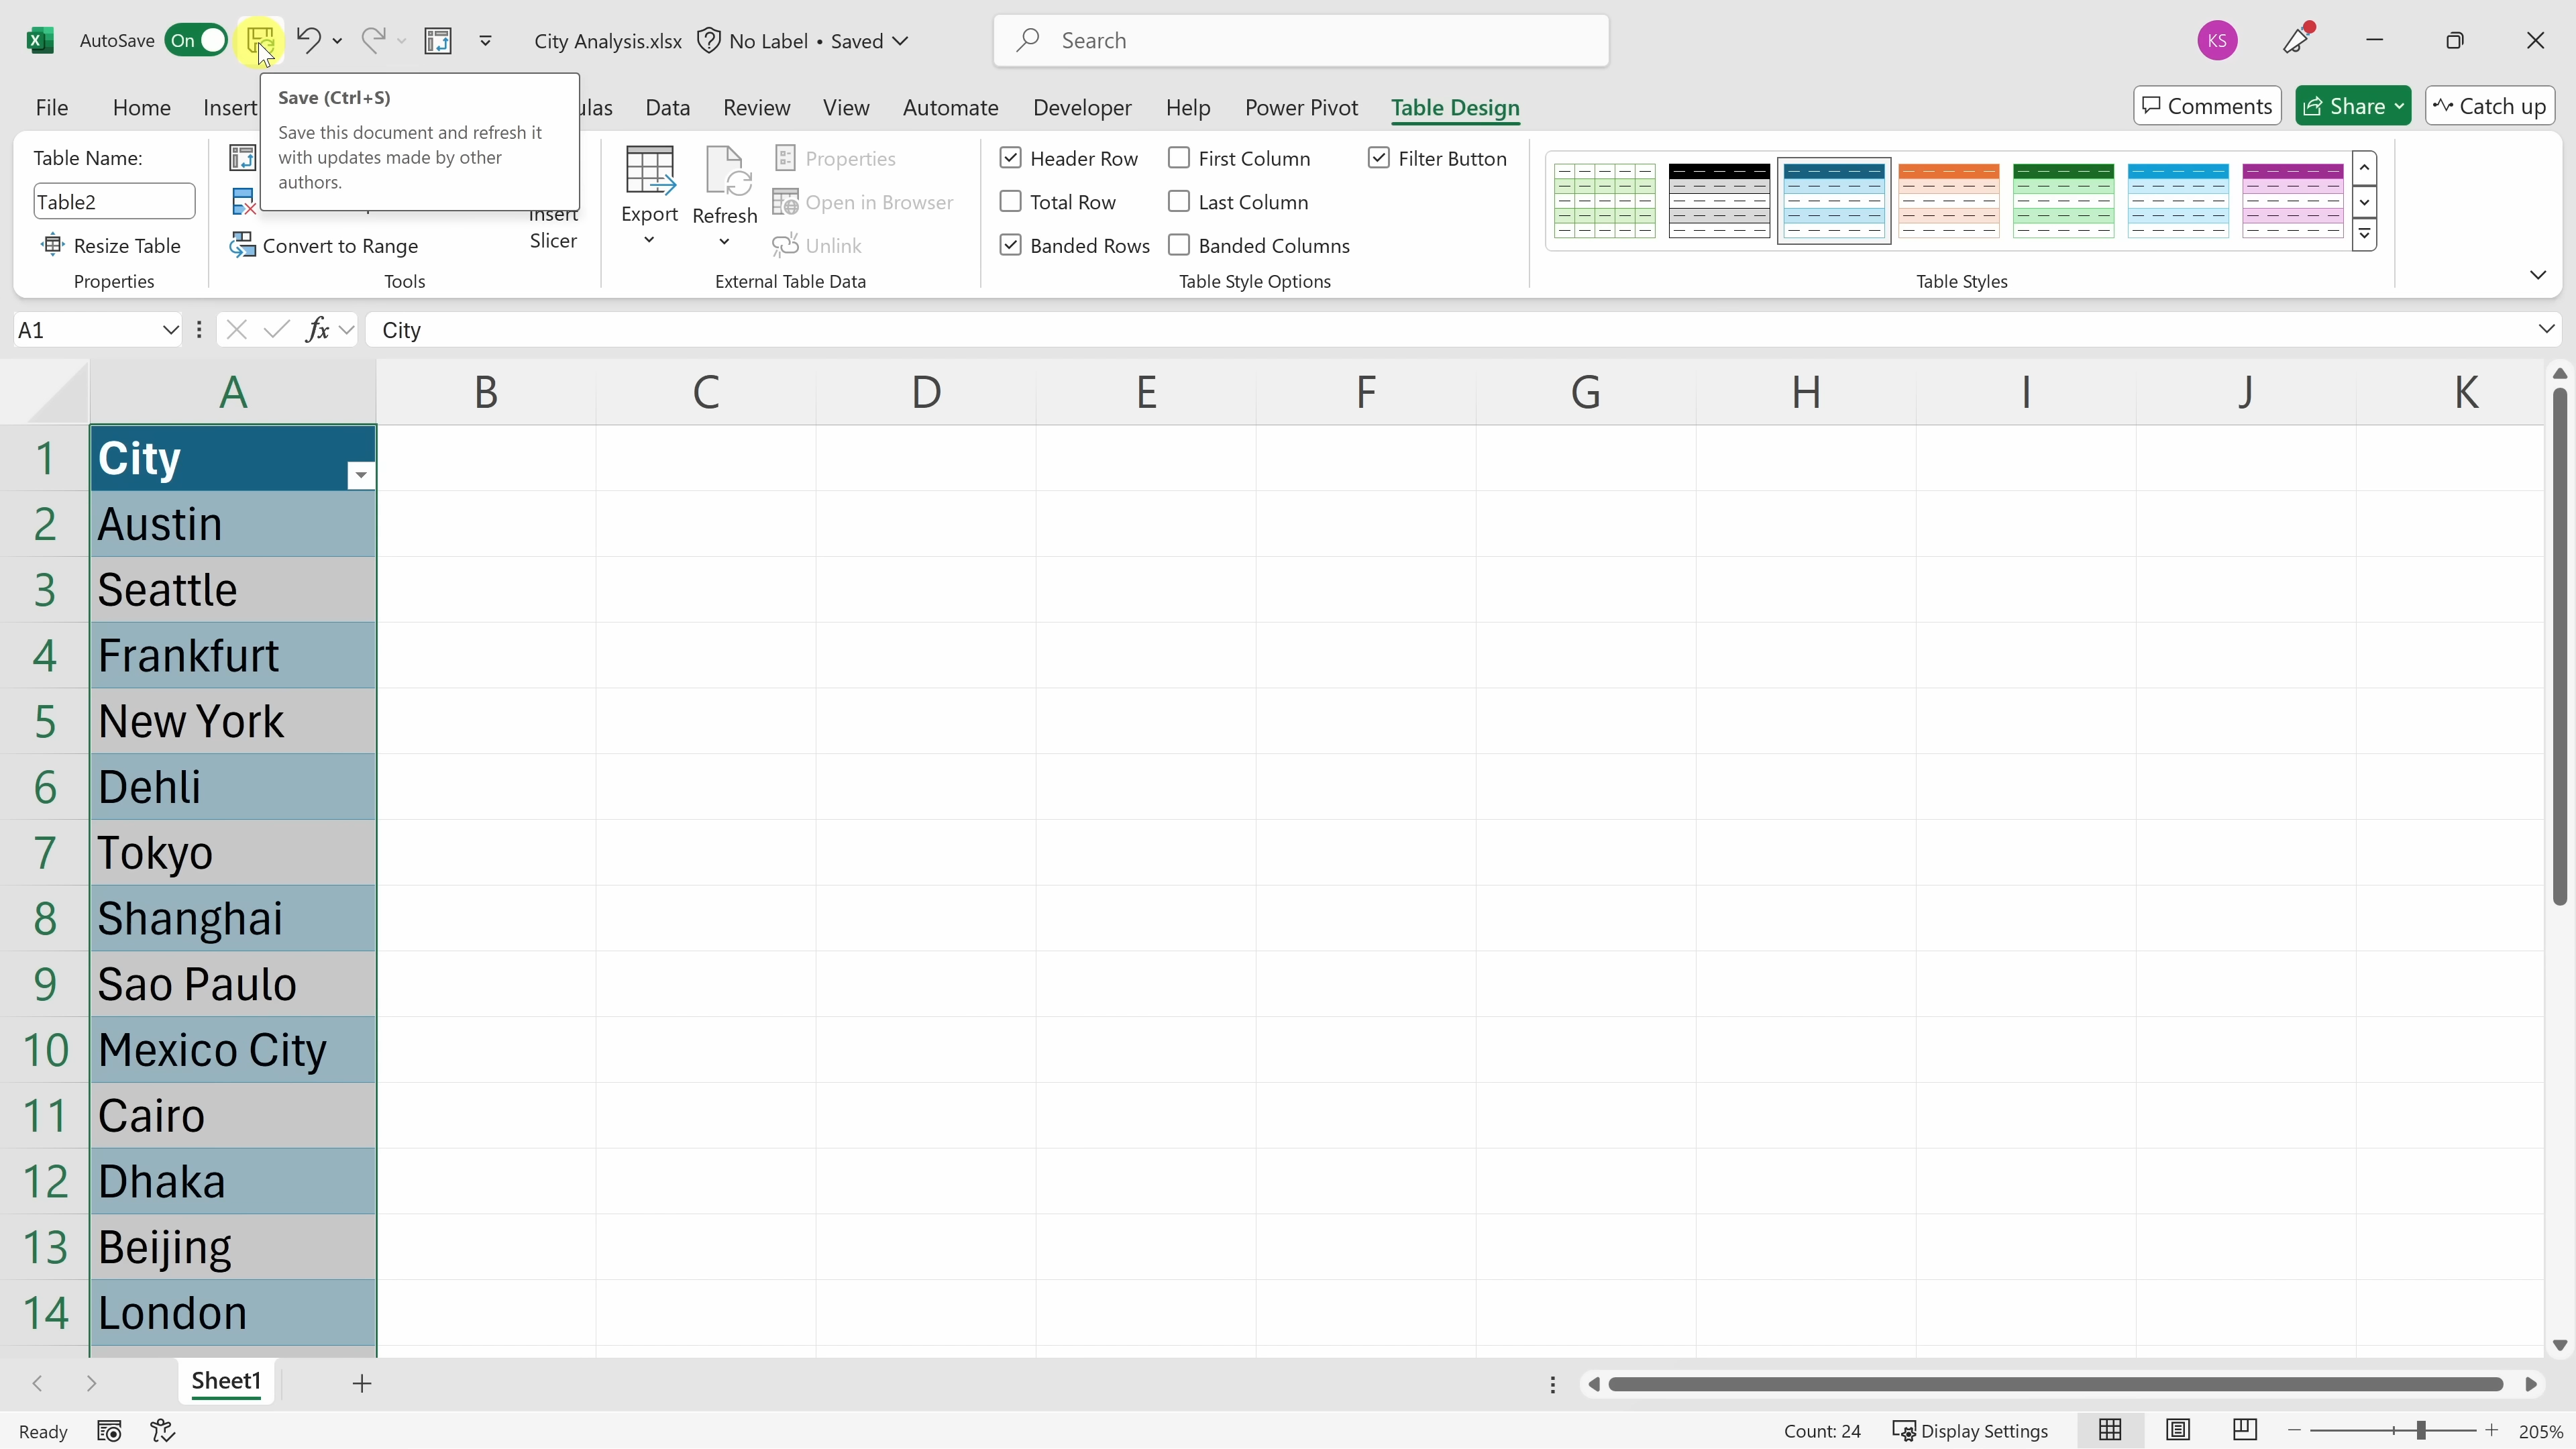 AutoSave On City Analysis.xlsx No Label • Saved Search KS
File Home Insert ulas Data Review View Automate Developer Help Power Pivot Table Design Comments Share Catch up
Save (Ctrl+S)
Save this document and refresh it
with updates made by other
authors.
Table Name:
Table2
Resize Table
Properties
Convert to Range
Insert
Slicer
Tools
Export
Refresh
Properties
Open in Browser
Unlink
External Table Data
Header Row First Column Filter Button
Total Row Last Column
Banded Rows Banded Columns
Table Style Options
Table Styles
A1 fx City
A B C D E F G H I J K
1 City
2 Austin
3 Seattle
4 Frankfurt
5 New York
6 Dehli
7 Tokyo
8 Shanghai
9 Sao Paulo
10 Mexico City
11 Cairo
12 Dhaka
13 Beijing
14 London
Sheet1
Ready Count: 24 Display Settings 205%